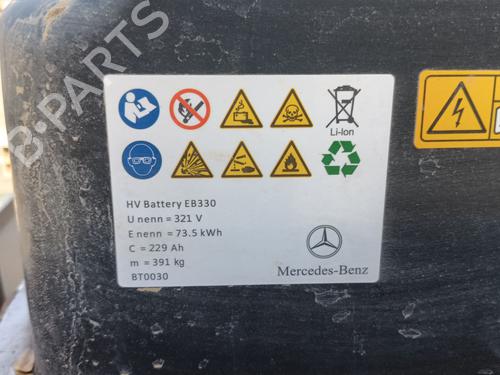 B-PARTS
Li-Ion
HV Battery EB330
U nenn = 321 V
E nenn = 73.5 kWh
C = 229 Ah
m = 391 kg
BT0030
Mercedes-Benz